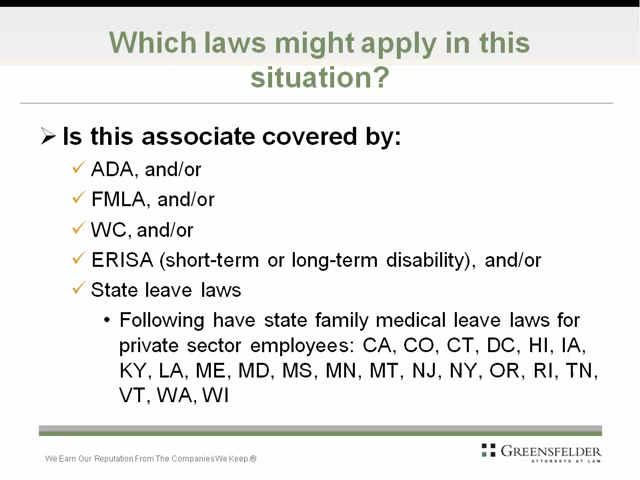 Which laws might apply in this
situation?
Is this associate covered by:
ADA, and/or
FMLA, and/or
WC, and/or
ERISA (short-term or long-term disability), and/or
State leave laws
• Following have state family medical leave laws for
private sector employees: CA, CO, CT, DC, HI, IA,
KY, LA, ME, MD, MS, MN, MT, NJ, NY, OR, RI, TN,
VT, WA, WI
We Earn Our Reputation From The Companies We Keep.®
GREENSFELDER
ATTORNEYS AT LAW